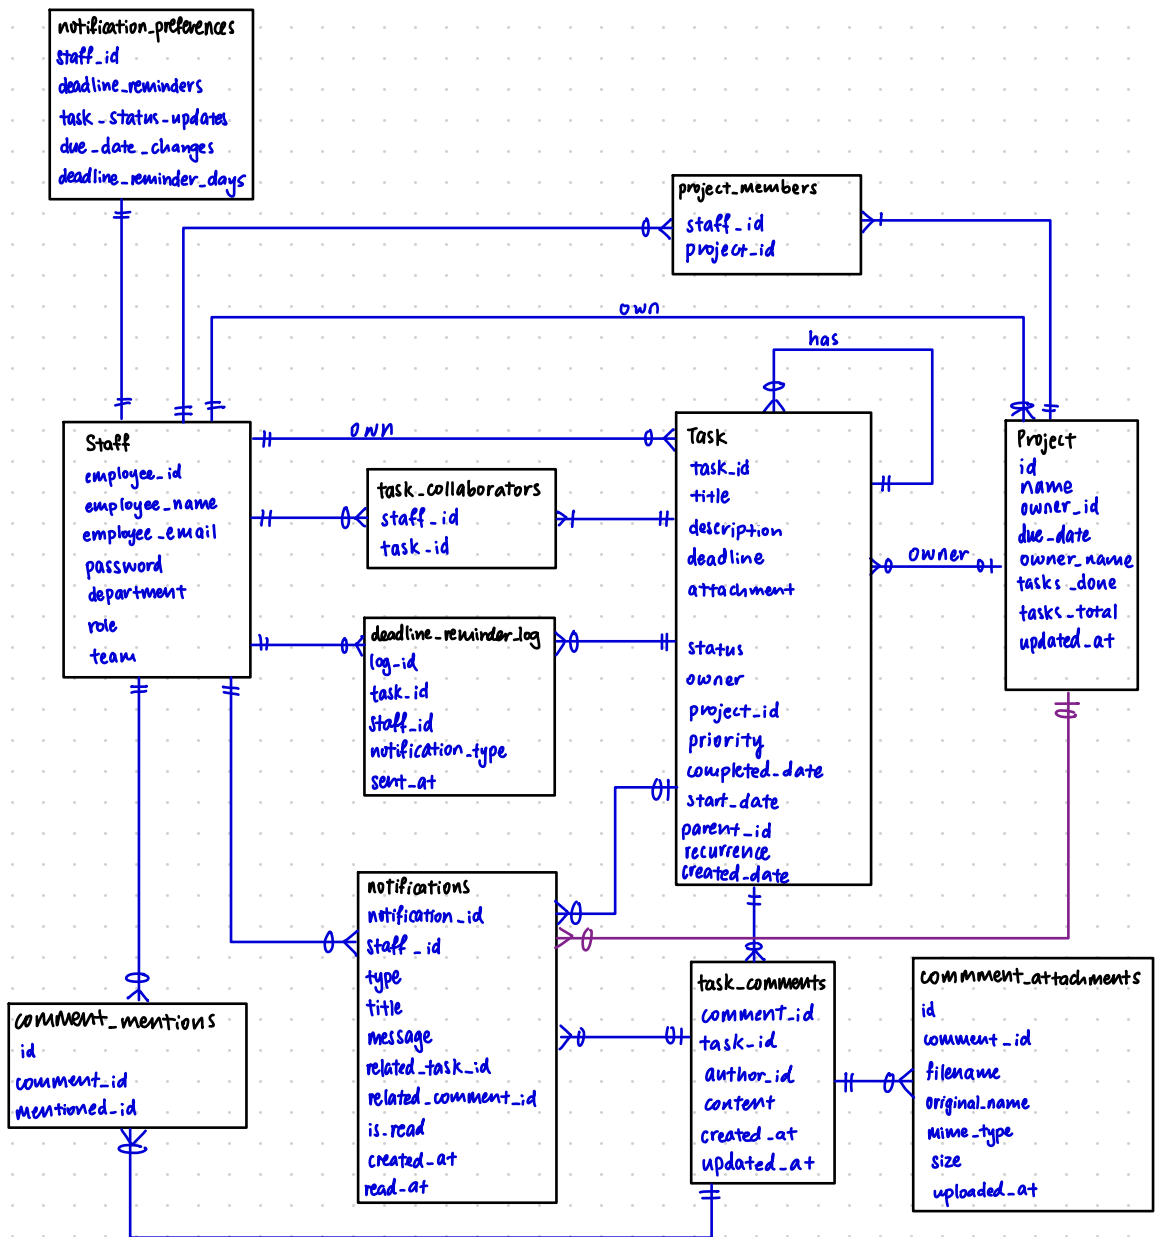 notification_preferences
staff_id
deadline_reminders
task_status_updates
due_date_changes
deadline_reminder_days
project_members
staff_id
project_id
own
has
Staff
employee_id
employee_name
employee_email
password
department
role
team
own
task_collaborators
staff_id
task_id
deadline_reminder_log
log_id
task_id
staff_id
notification_type
sent_at
Task
task_id
title
description
deadline
attachment
status
owner
project_id
priority
completed_date
start_date
parent_id
recurrence
created_date
owner
Project
id
name
owner_id
due_date
owner_name
tasks_done
tasks_total
updated_at
notifications
notification_id
staff_id
type
title
message
related_task_id
related_comment_id
is_read
created_at
read_at
comment_mentions
id
comment_id
mentioned_id
task_comments
comment_id
task_id
author_id
content
created_at
updated_at
comment_attachments
id
comment_id
filename
original_name
mime_type
size
uploaded_at